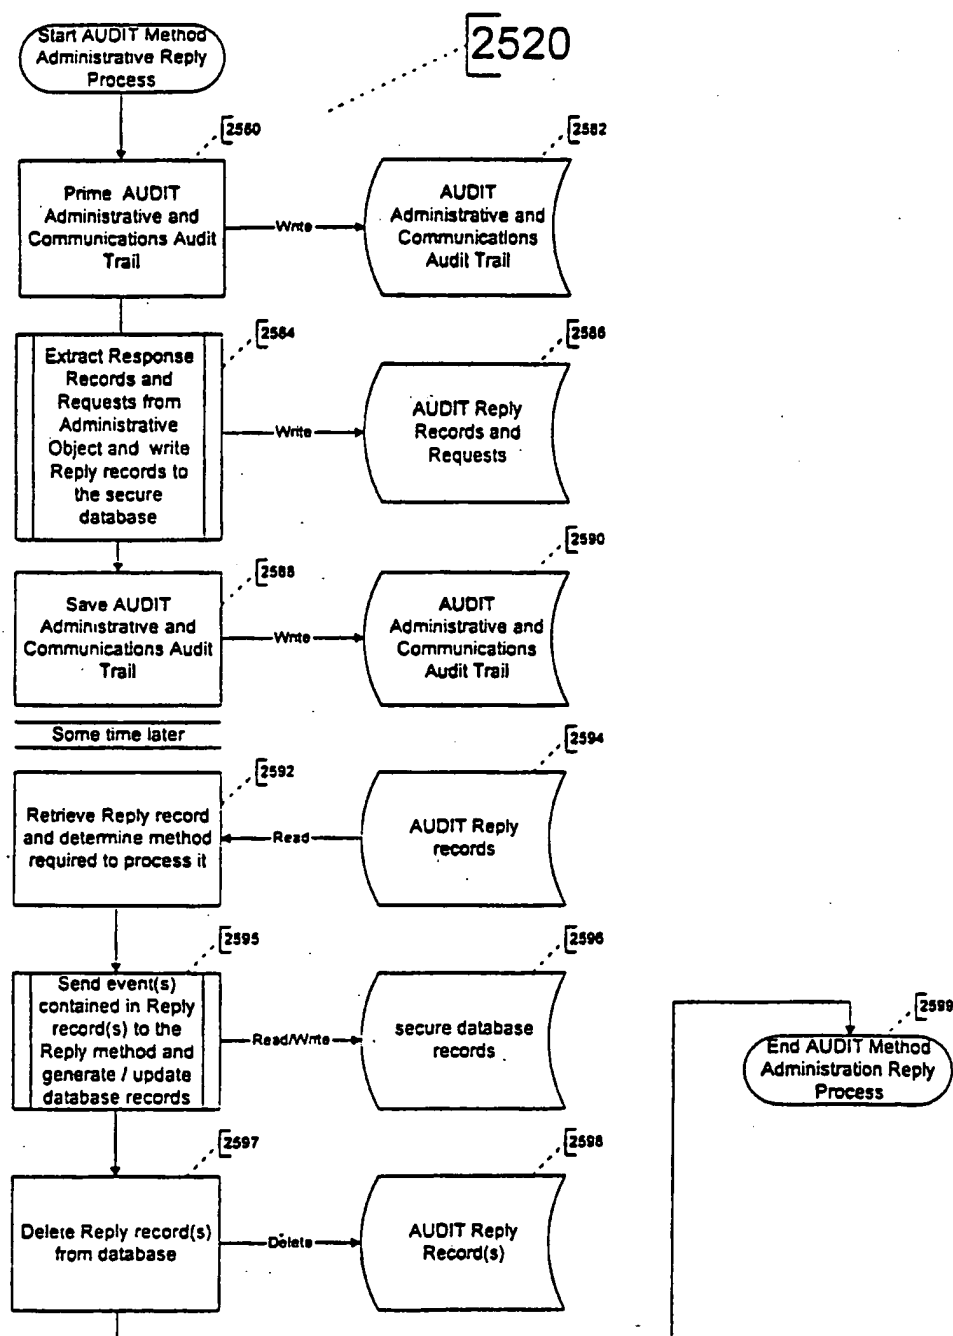 Start AUDIT Method
Administrative Reply
Process
2520
2580
2582
Prime AUDIT
Administrative and
Communications Audit
Trail
Write
AUDIT
Administrative and
Communications
Audit Trail
2584
2586
Extract Response
Records and
Requests from
Administrative
Object and write
Reply records to
the secure
database
Write
AUDIT Reply
Records and
Requests
2588
2590
Save AUDIT
Administrative and
Communications Audit
Trail
Write
AUDIT
Administrative and
Communications
Audit Trail
Some time later
2592
2594
Retrieve Reply record
and determine method
required to process it
Read
AUDIT Reply
records
2595
2596
Send event(s)
contained in Reply
record(s) to the
Reply method and
generate / update
database records
Read/Write
secure database
records
2599
End AUDIT Method
Administration Reply
Process
2597
2598
Delete Reply record(s)
from database
Delete
AUDIT Reply
Record(s)